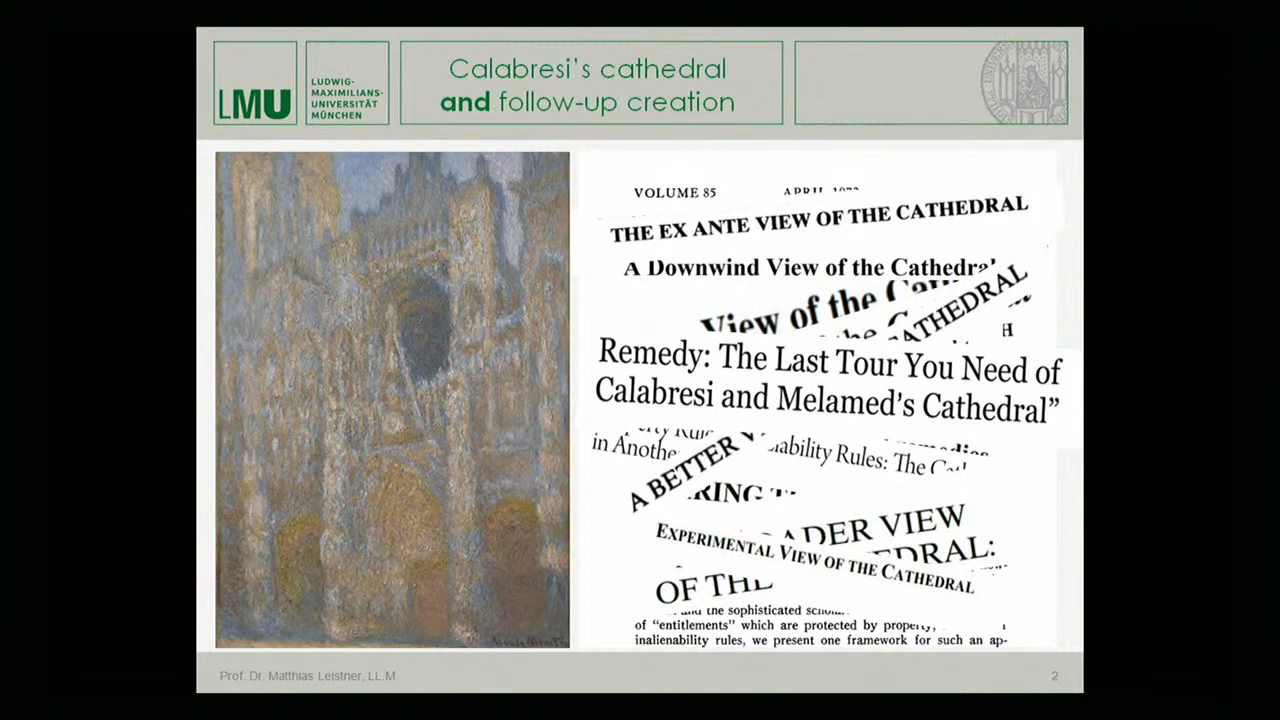 LMU
LUDWIG-
MAXIMILIANS-
UNIVERSITÄT
MÜNCHEN
Calabresi's cathedral
and follow-up creation
VOLUME 85
THE EX ANTE VIEW OF THE CATHEDRAL
A Downwind View of the Cathedral
View of the
CATHEDRAL
Remedy: The Last Tour You Need of
Calabresi and Melamed's Cathedral”
in
A BETTER
Liability Rules: The
VIEW
OF THE
EXPERIMENTAL VIEW OF THE CATHEDRAL
and the sophisticated
of “entitlements” which are protected by property,
inalienability rules, we present one framework for such an ap-
Prof. Dr. Matthias Leistner, LL.M.
2